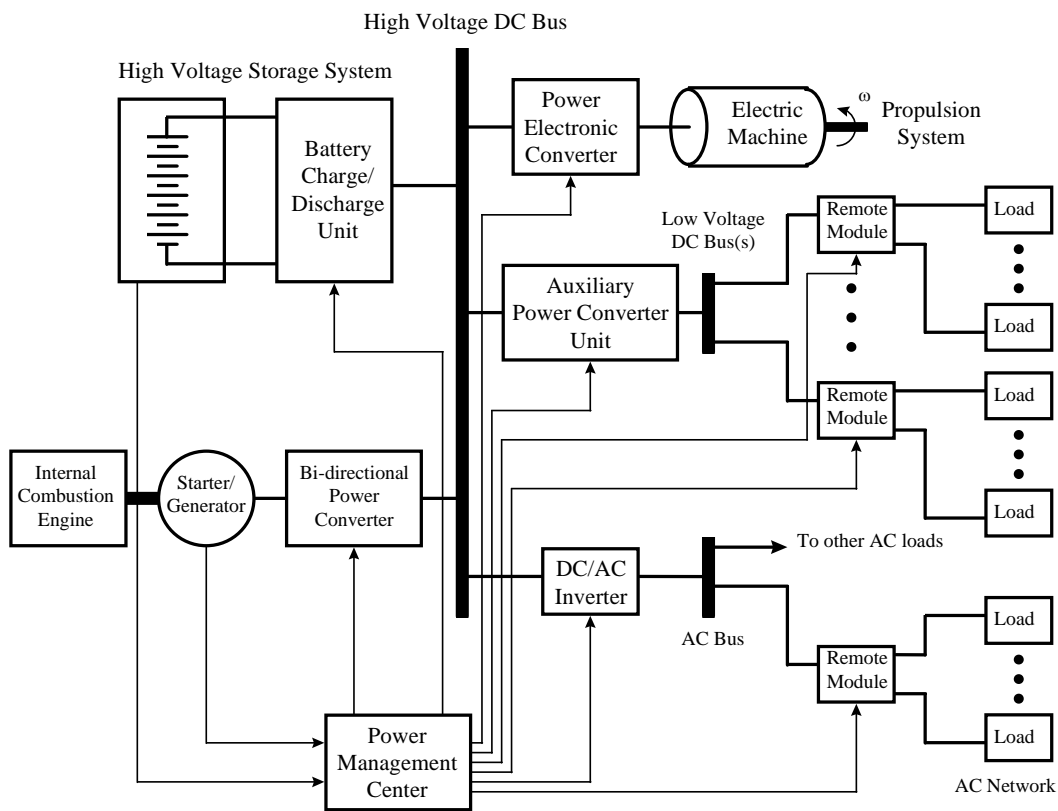 High Voltage DC Bus
High Voltage Storage System
Battery
Charge/
Discharge
Unit
Power
Electronic
Converter
Electric
Machine
ω
Propulsion
System
Low Voltage
DC Bus(s)
Remote
Module
Load
Load
Auxiliary
Power Converter
Unit
Remote
Module
Load
Load
Internal
Combustion
Engine
Starter/
Generator
Bi-directional
Power
Converter
DC/AC
Inverter
To other AC loads
AC Bus
Remote
Module
Load
Load
AC Network
Power
Management
Center